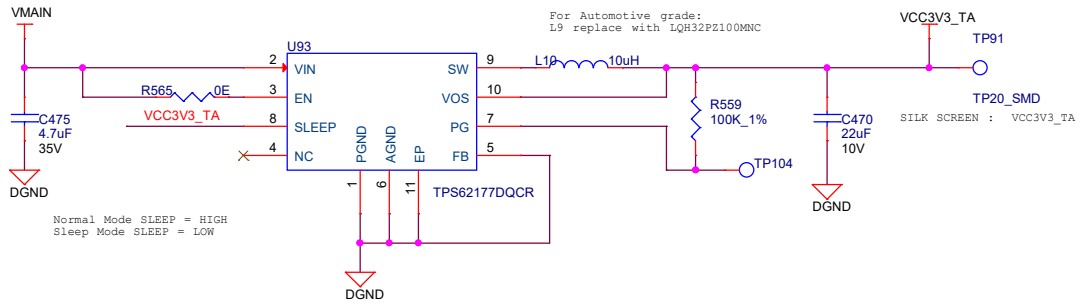 For Automotive grade:
L9 replace with LQH32PZ100MNC
VMAIN
VCC3V3_TA
TP91
U93
2
VIN
SW
9
L10
10uH
R565
0E
3
EN
VOS
10
VCC3V3_TA
8
SLEEP
PG
7
R559
100K_1%
C475
4.7uF
35V
C470
22uF
10V
TP20_SMD
SILK SCREEN : VCC3V3_TA
4
NC
PGND
AGND
EP
FB
5
TP104
1
6
11
TPS62177DQCR
DGND
DGND
Normal Mode SLEEP = HIGH
Sleep Mode SLEEP = LOW
DGND